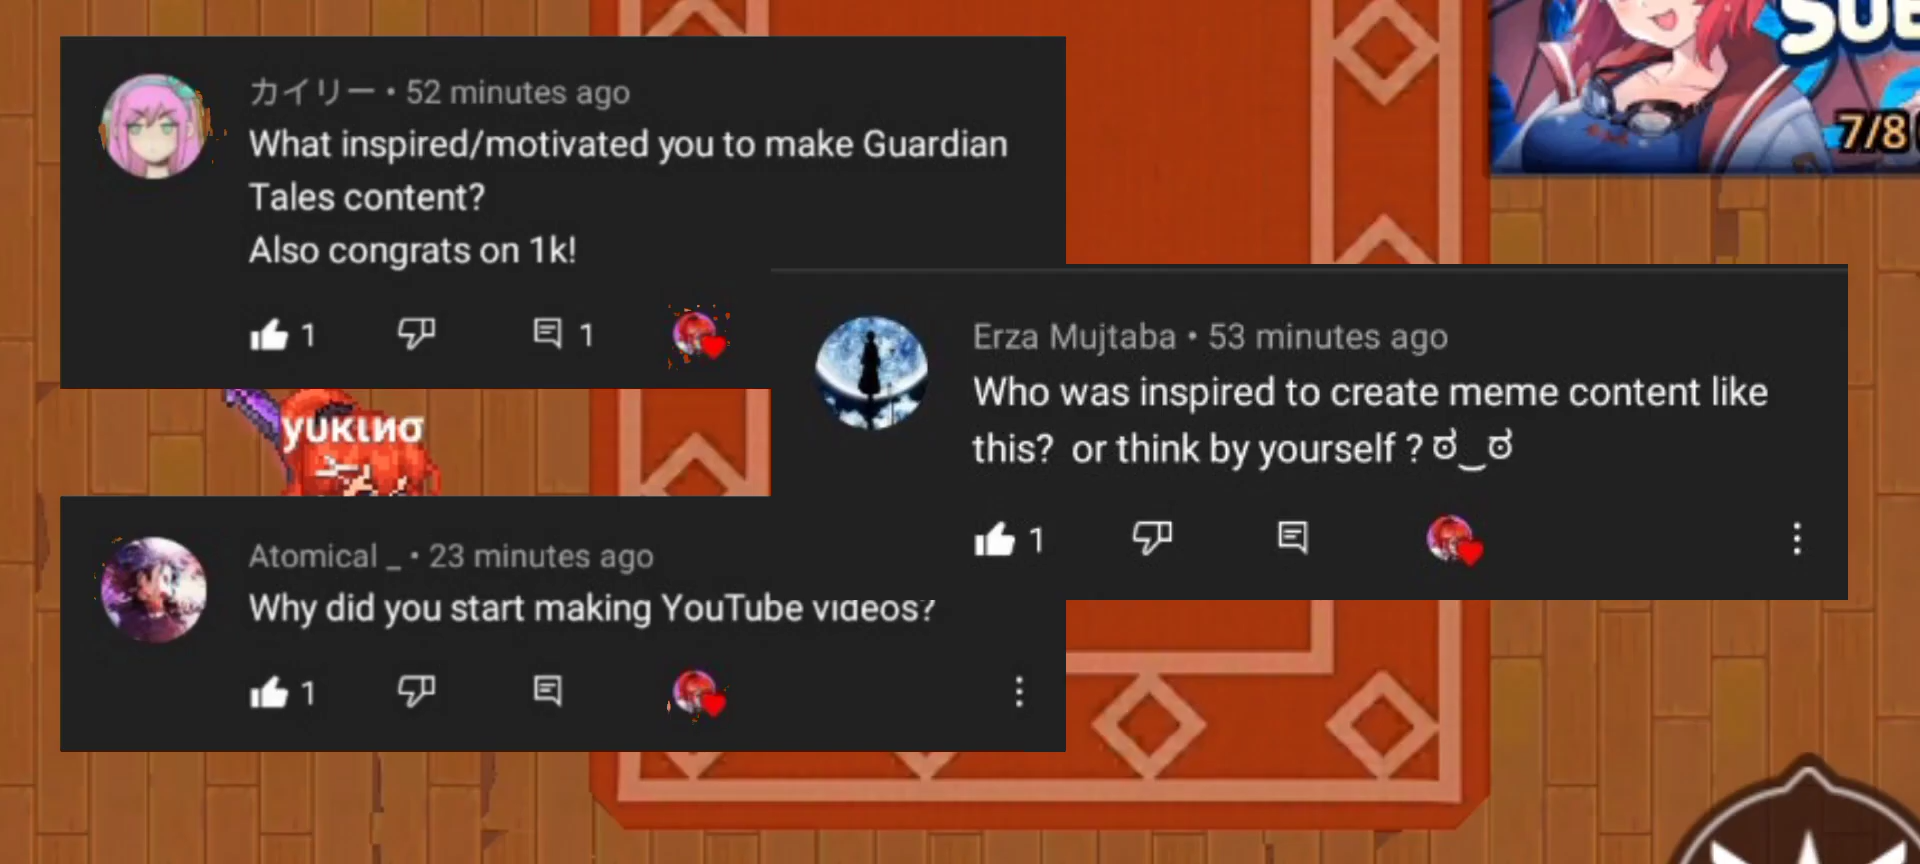 カイリー • 52 minutes ago
What inspired/motivated you to make Guardian
Tales content?
Also congrats on 1k!
1
1
Erza Mujtaba • 53 minutes ago
Who was inspired to create meme content like
this?  or think by yourself ? ಠ‿ಠ
1
yυκιиσ
Atomical _ • 23 minutes ago
Why did you start making YouTube videos?
1
7/8